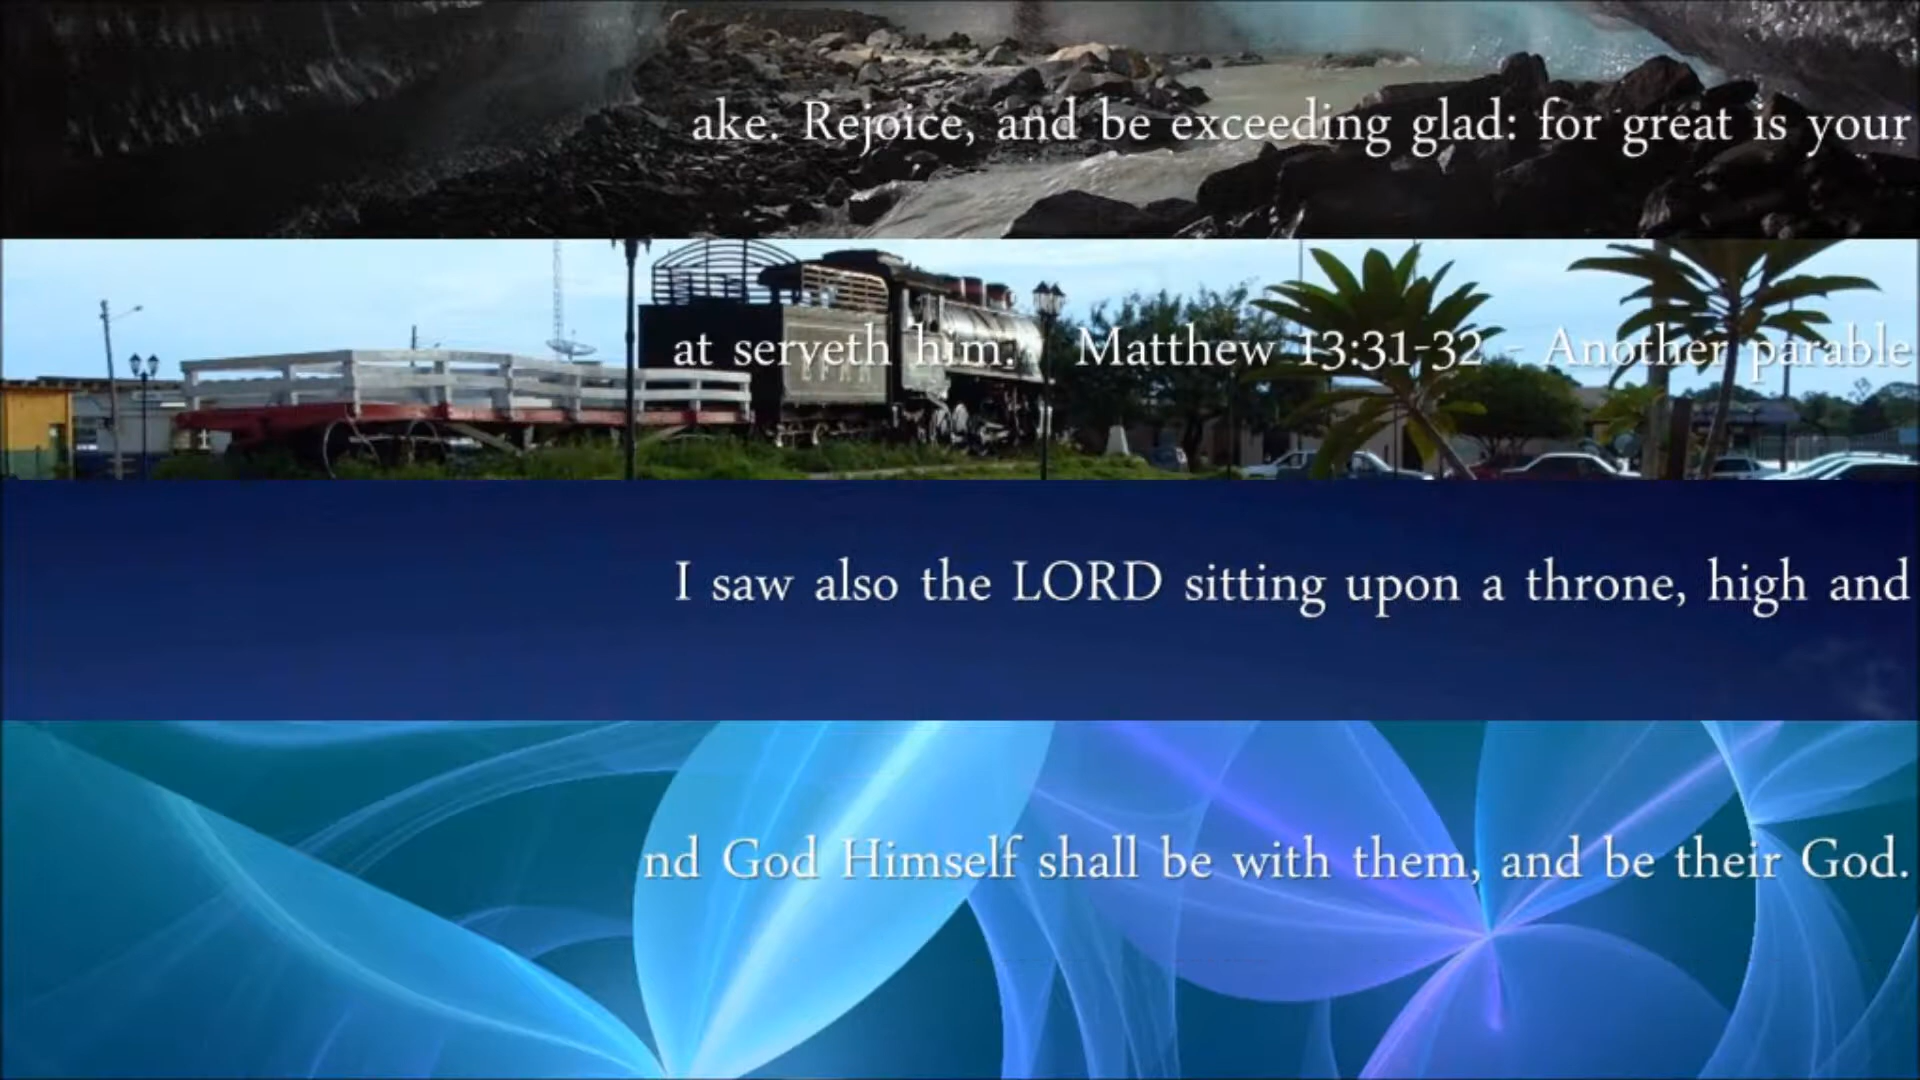 ake. Rejoice, and be exceeding glad: for great is your
at serveth him. Matthew 13:31-32 - Another parable
I saw also the LORD sitting upon a throne, high and
nd God Himself shall be with them, and be their God.